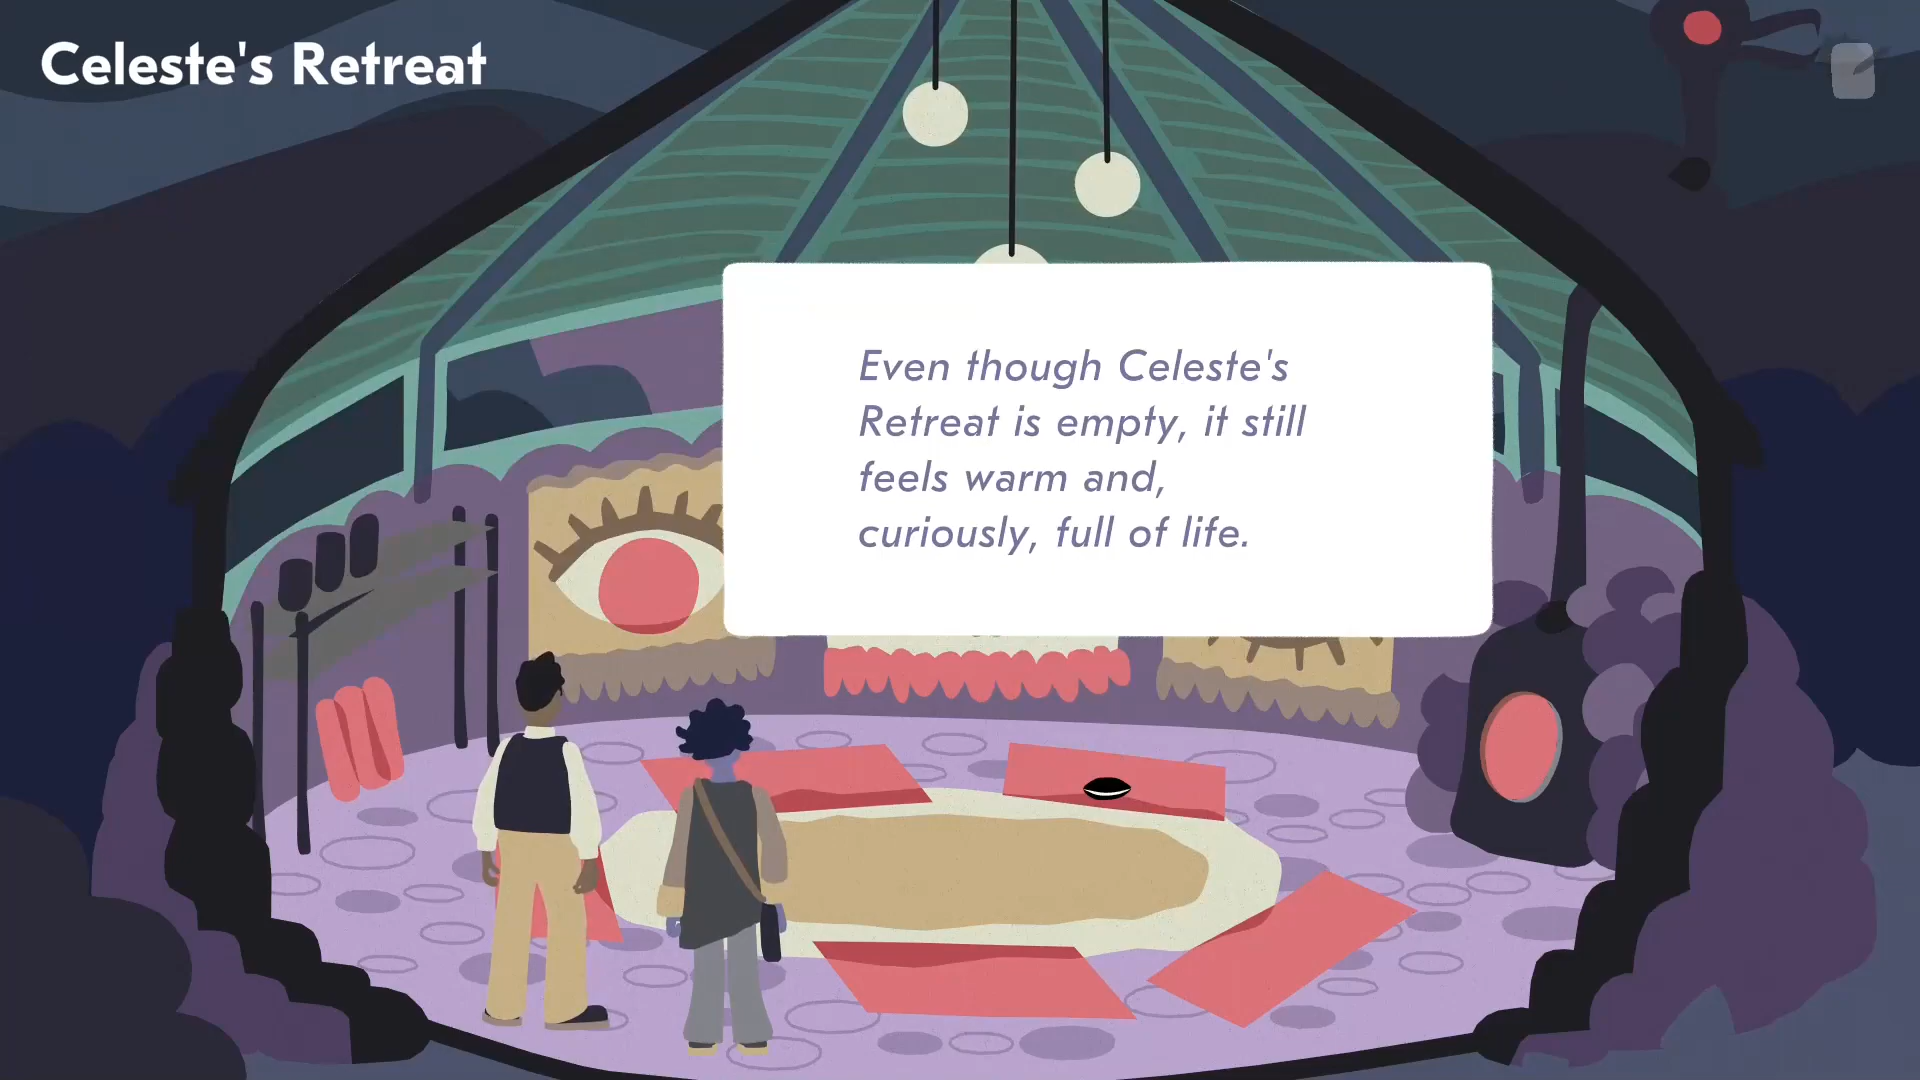 Celeste's Retreat
Even though Celeste's
Retreat is empty, it still
feels warm and,
curiously, full of life.